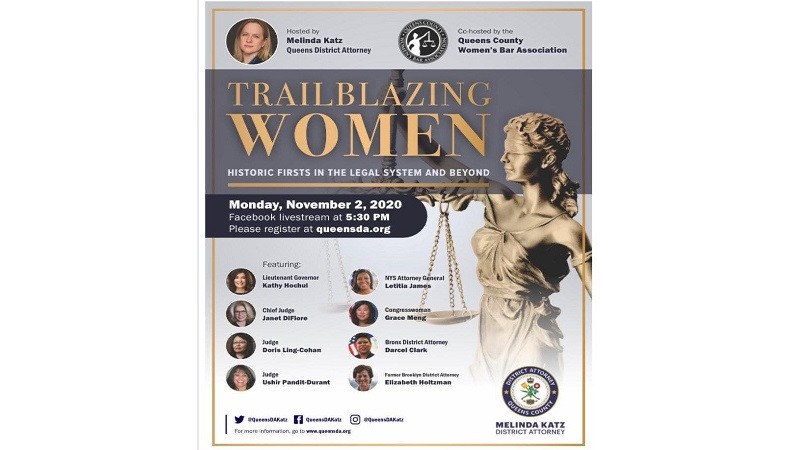 Hosted by
Melinda Katz
Queens District Attorney
Co-hosted by the
Queens County
Women's Bar Association
TRAILBLAZING
WOMEN
HISTORIC FIRSTS IN THE LEGAL SYSTEM AND BEYOND
Monday, November 2, 2020
Facebook livestream at 5:30 PM
Please register at queensda.org
Featuring:
Lieutenant Governor
Kathy Hochul
NYS Attorney General
Letitia James
Chief Judge
Janet DiFiore
Congresswoman
Grace Meng
Judge
Doris Ling-Cohan
Bronx District Attorney
Darcel Clark
Judge
Ushir Pandit-Durant
Former Brooklyn District Attorney
Elizabeth Holtzman
@QueensDAKatz
QueensDAKatz
@QueensDAKatz
For more information, go to www.queensda.org
DISTRICT ATTORNEY
QUEENS COUNTY
MELINDA KATZ
DISTRICT ATTORNEY